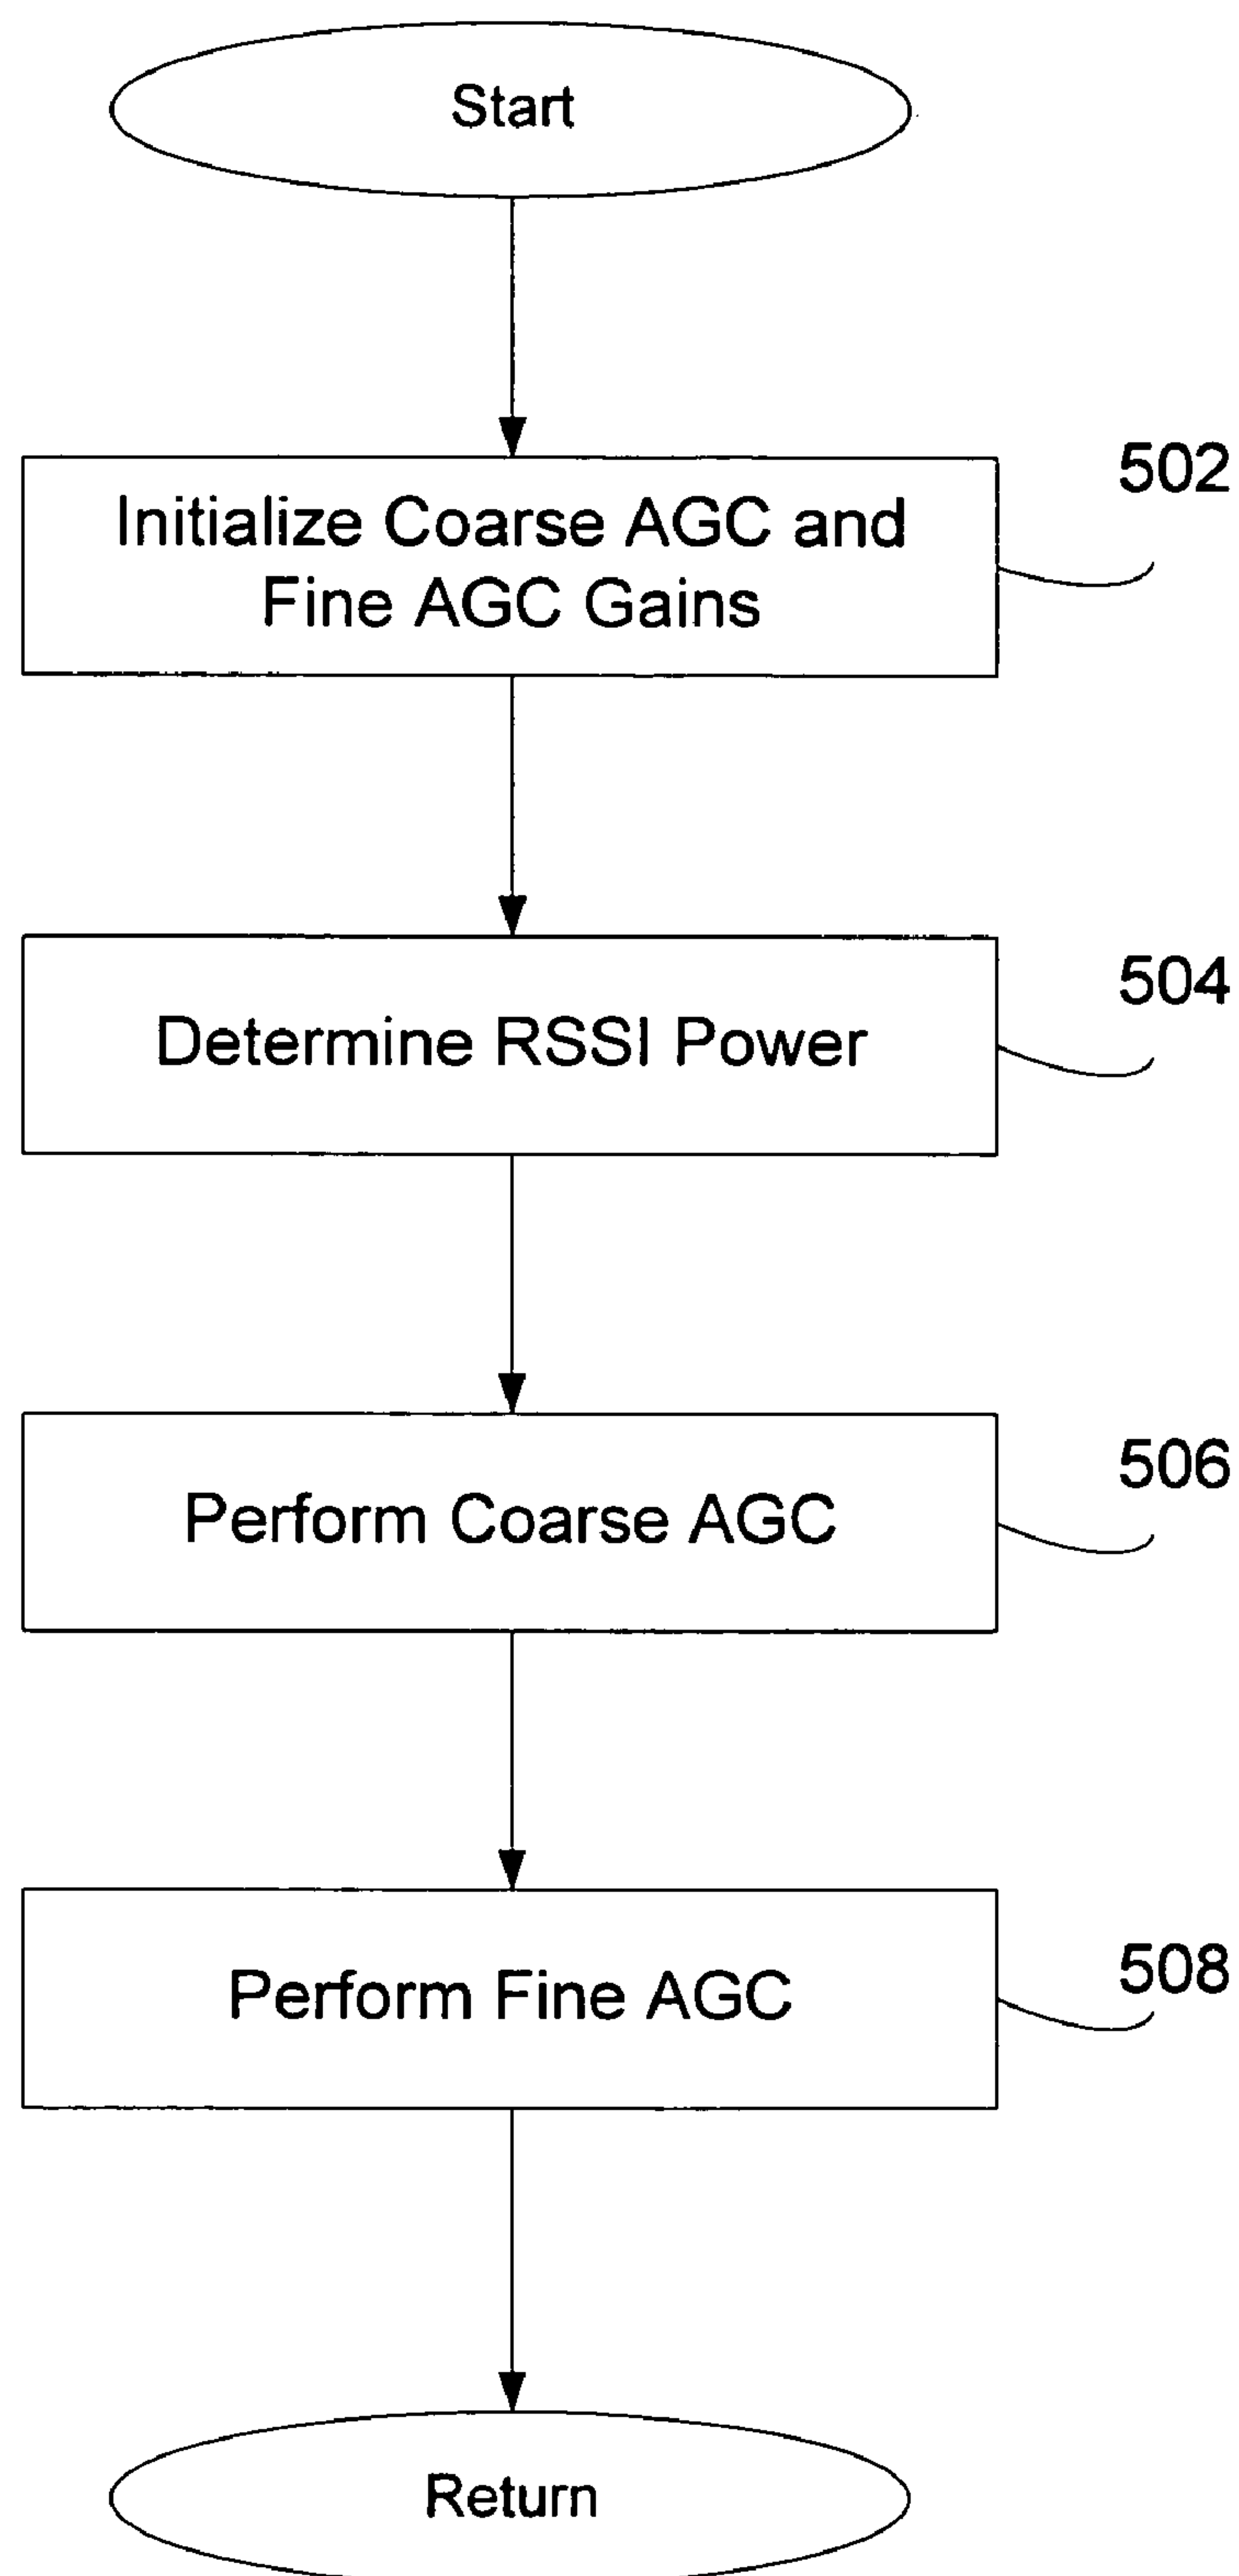 Start
502
Initialize Coarse AGC and
Fine AGC Gains
504
Determine RSSI Power
506
Perform Coarse AGC
508
Perform Fine AGC
Return